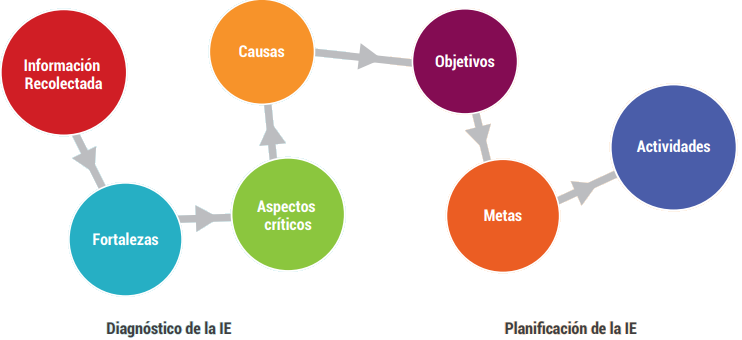 Información
Recolectada
Fortalezas
Aspectos
críticos
Causas
Objetivos
Metas
Actividades
Diagnóstico de la IE
Planificación de la IE